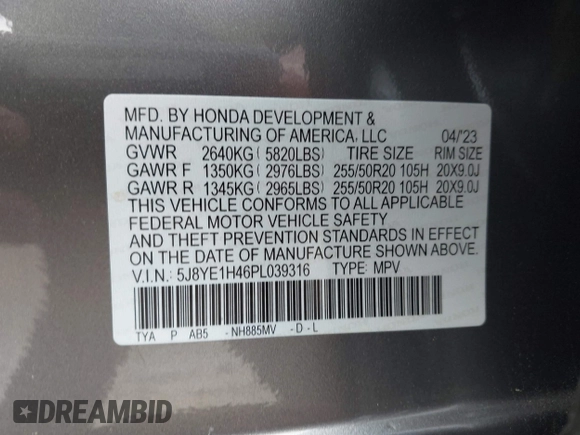 MFD. BY HONDA DEVELOPMENT &
MANUFACTURING OF AMERICA, LLC 04/'23
GVWR 2640KG ( 5820LBS) TIRE SIZE RIM SIZE
GAWR F 1350KG ( 2976LBS) 255/50R20 105H 20X9.0J
GAWR R 1345KG ( 2965LBS) 255/50R20 105H 20X9.0J
THIS VEHICLE CONFORMS TO ALL APPLICABLE
FEDERAL MOTOR VEHICLE SAFETY
AND THEFT PREVENTION STANDARDS IN EFFECT
ON THE DATE OF MANUFACTURE SHOWN ABOVE.
V.I.N.: 5J8YE1H46PL039316 TYPE: MPV
TYA P AB5 - NH885MV - D - L
DREAMBID